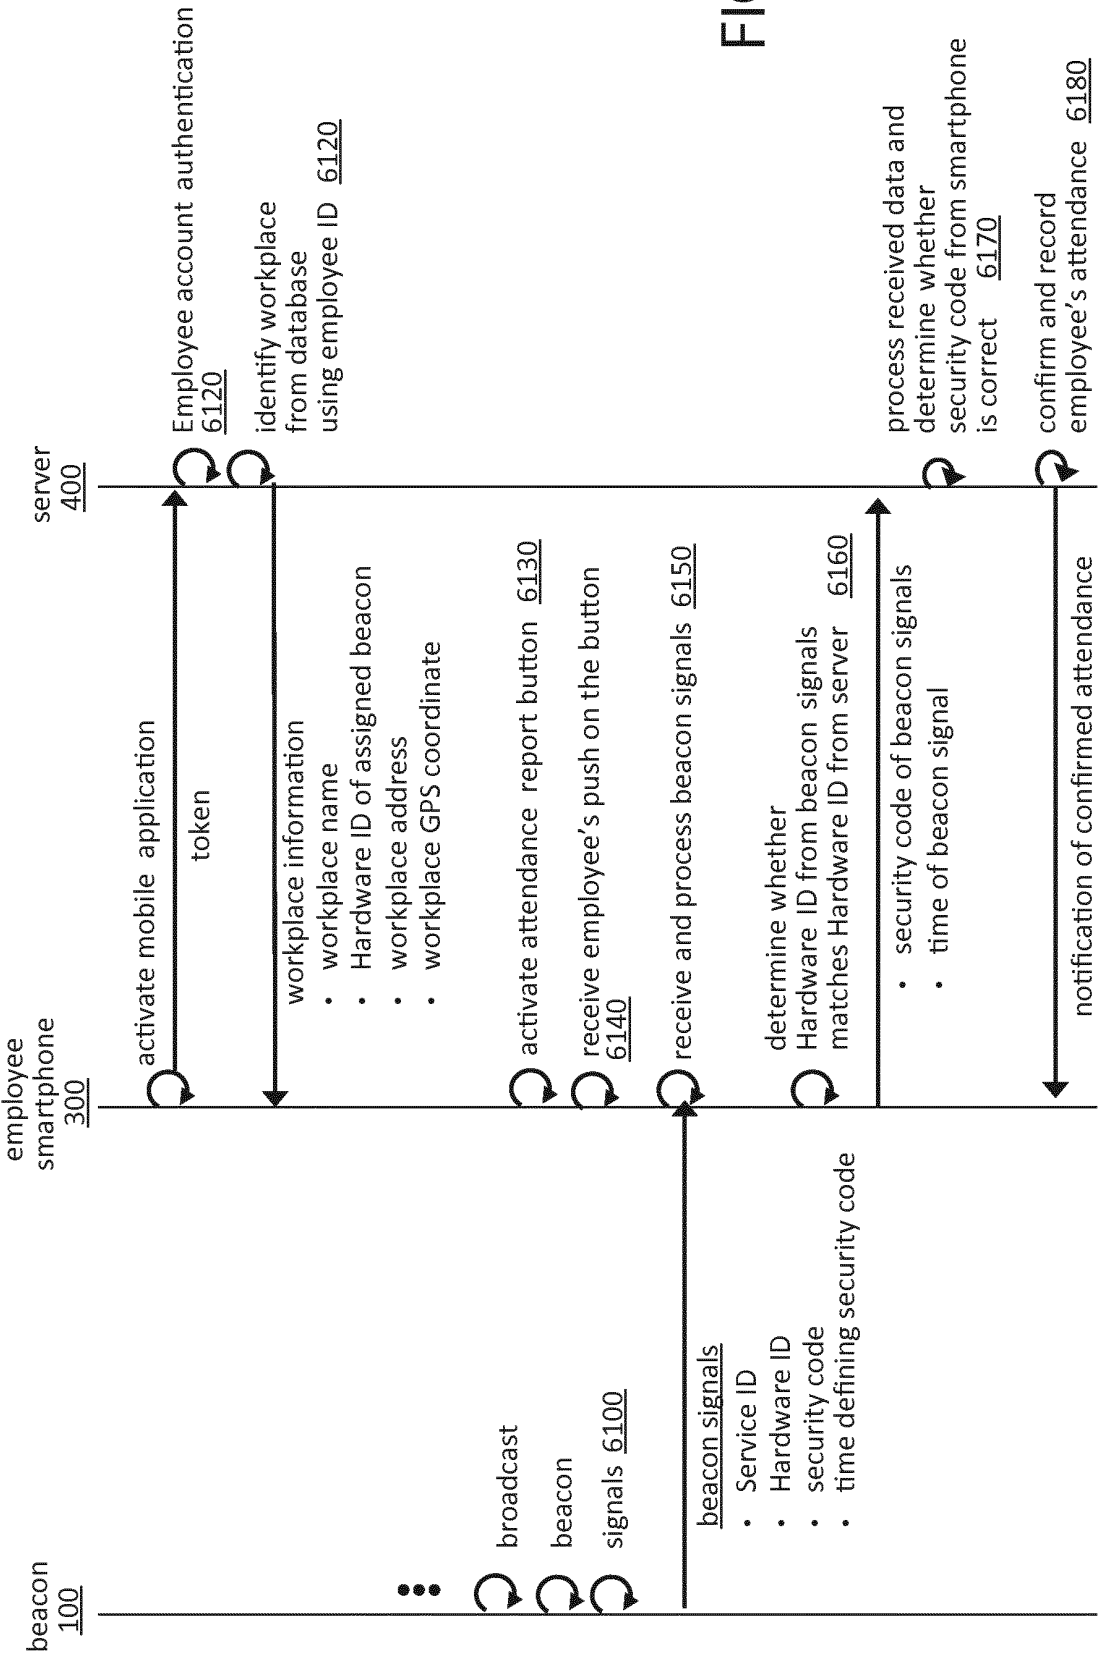 beacon
100
employee
smartphone
300
server
400
activate mobile application
token
Employee account authentication
6120
identify workplace
from database
using employee ID 6120
workplace information
• workplace name
• Hardware ID of assigned beacon
• workplace address
• workplace GPS coordinate
broadcast
beacon
signals 6100
activate attendance report button 6130
receive employee's push on the button
6140
receive and process beacon signals 6150
beacon signals
• Service ID
• Hardware ID
• security code
• time defining security code
determine whether
Hardware ID from beacon signals
matches Hardware ID from server 6160
• security code of beacon signals
• time of beacon signal
process received data and
determine whether
security code from smartphone
is correct 6170
confirm and record
employee's attendance 6180
notification of confirmed attendance